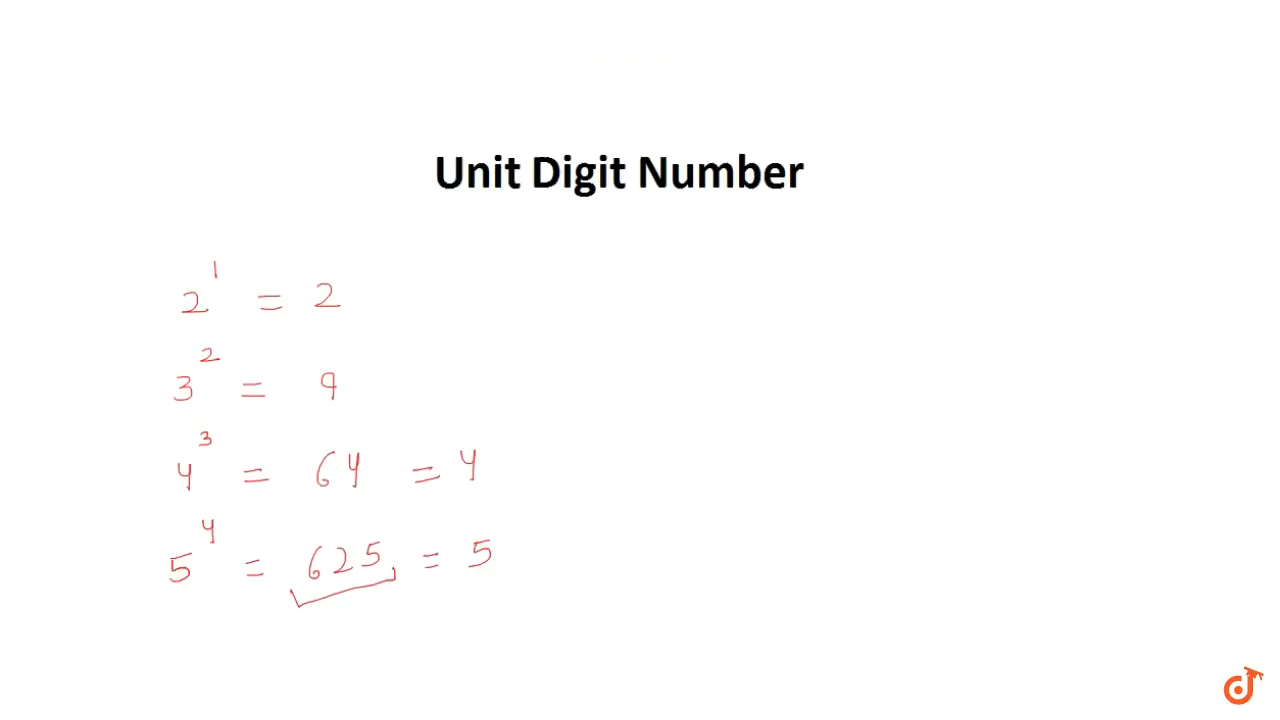 Unit Digit Number
2¹ = 2
3² = 9
4³ = 64 = 4
5⁴ = 625 = 5